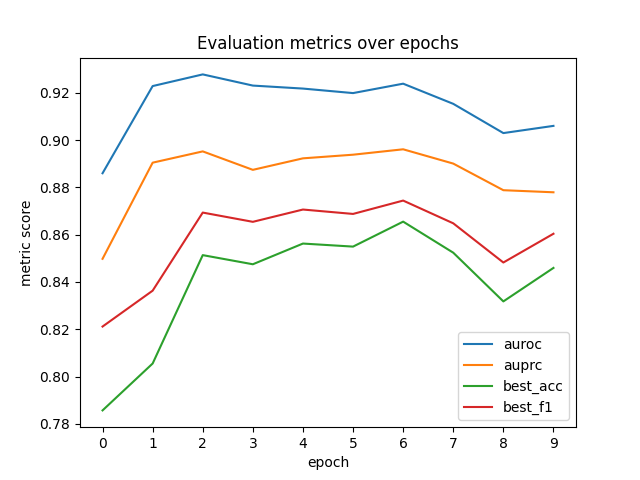 Evaluation metrics over epochs
metric score
0.92
0.90
0.88
0.86
0.84
0.82
0.80
0.78
auroc
auprc
best_acc
best_f1
0 1 2 3 4 5 6 7 8 9
epoch